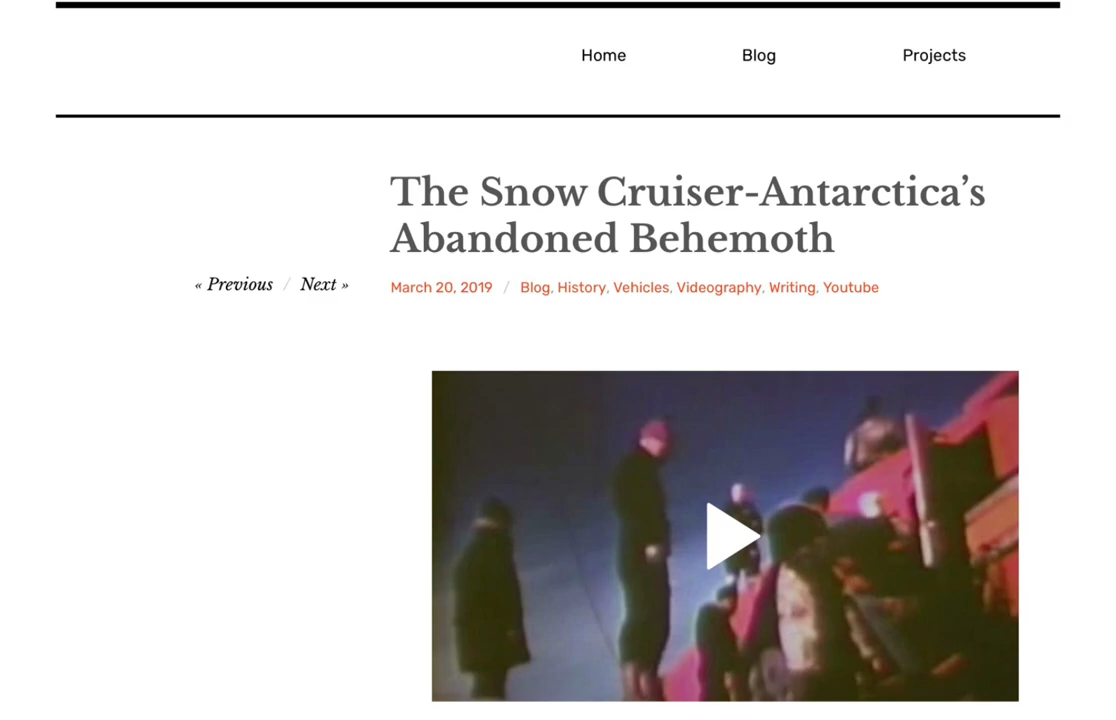 Home Blog Projects
The Snow Cruiser-Antarctica’s
Abandoned Behemoth
« Previous / Next »
March 20, 2019 / Blog, History, Vehicles, Videography, Writing, Youtube